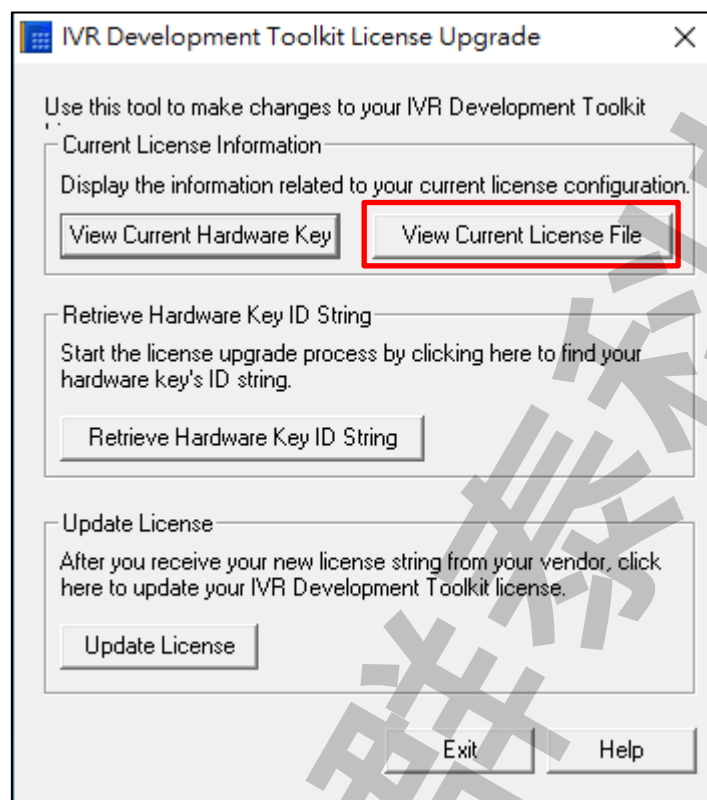 IVR Development Toolkit License Upgrade
Use this tool to make changes to your IVR Development Toolkit
Current License Information
Display the information related to your current license configuration.
View Current Hardware Key
View Current License File
Retrieve Hardware Key ID String
Start the license upgrade process by clicking here to find your
hardware key's ID string.
Retrieve Hardware Key ID String
Update License
After you receive your new license string from your vendor, click
here to update your IVR Development Toolkit license.
Update License
Exit
Help
群泰科